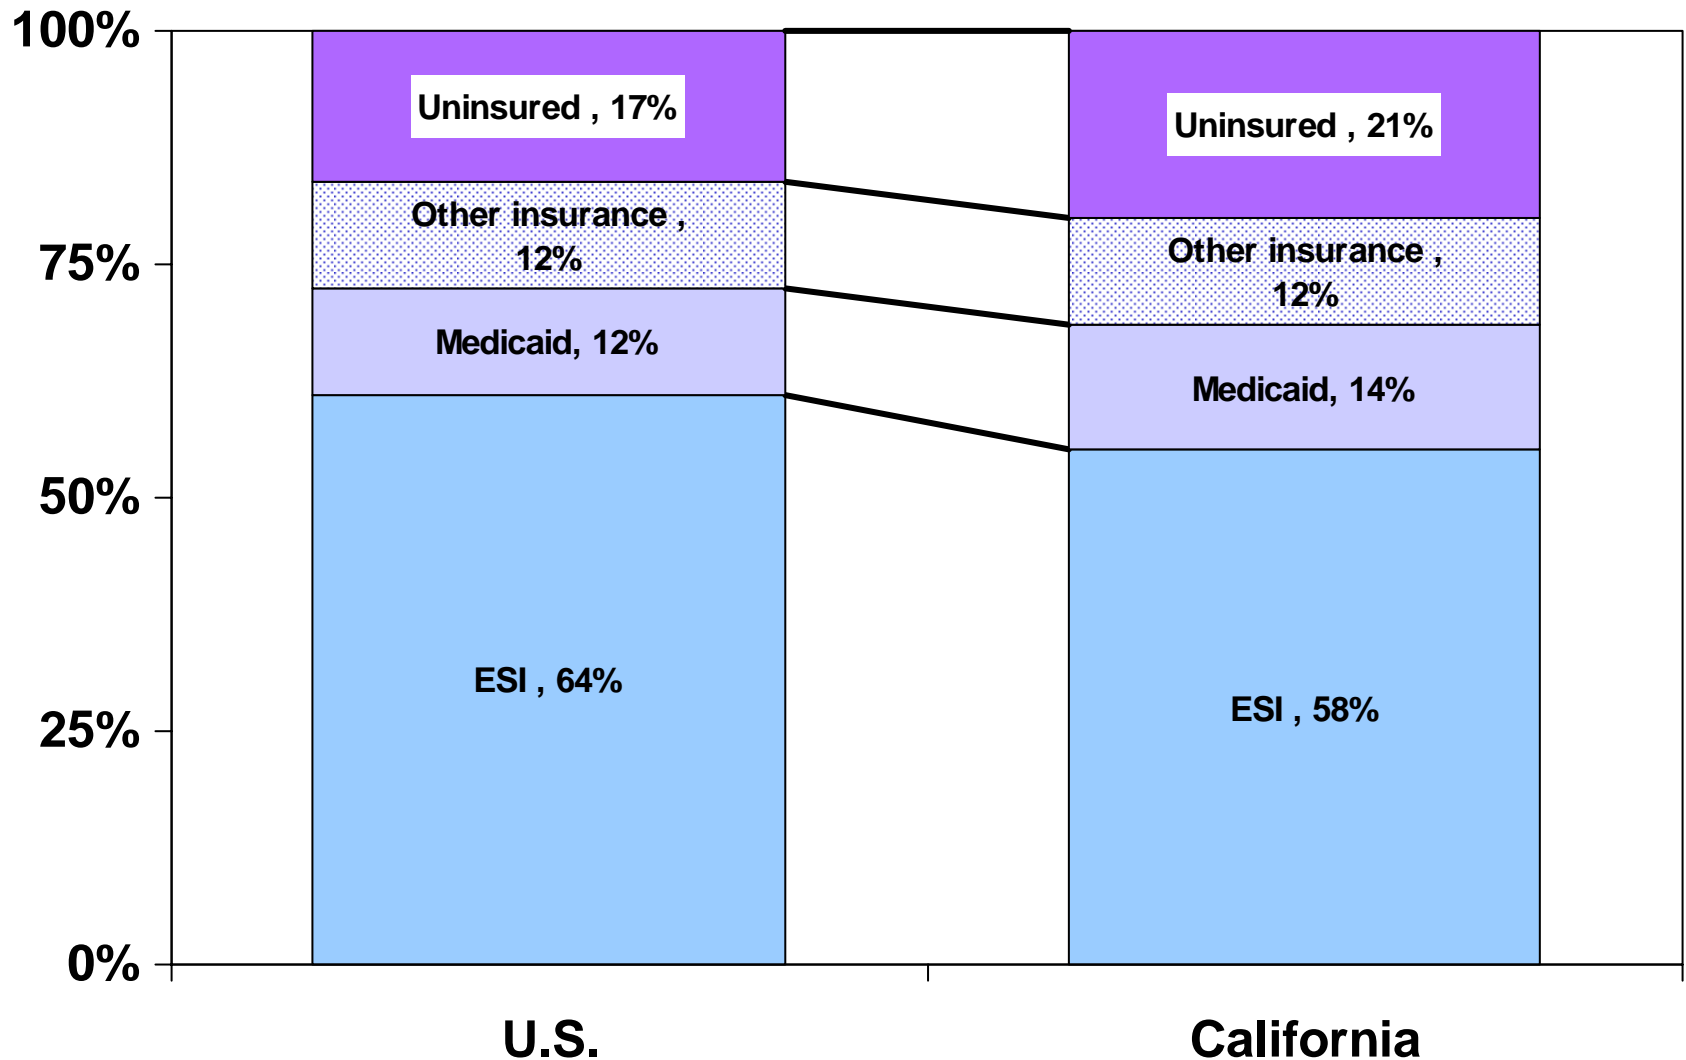 100%
75%
50%
25%
0%
Uninsured , 17%
Other insurance ,
12%
Medicaid, 12%
ESI , 64%
Uninsured , 21%
Other insurance ,
12%
Medicaid, 14%
ESI , 58%
U.S.
California